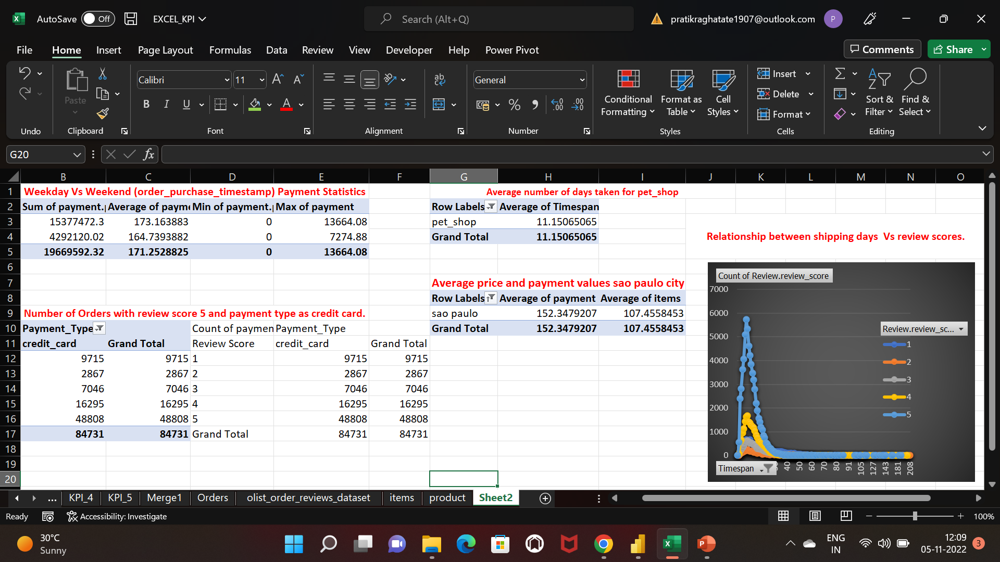 AutoSave Off EXCEL_KPI Search (Alt+Q) pratikraghatate1907@outlook.com P
File Home Insert Page Layout Formulas Data Review View Developer Help Power Pivot Comments Share
Calibri 11 General
Paste
B I U
ab
Conditional Formatting
Format as Table
Cell Styles
Insert
Delete
Format
Sort & Filter
Find & Select
Undo Clipboard Font Alignment Number Styles Cells Editing
G20 fx
B C D E F G H I J K L M N O
1 Weekday Vs Weekend (order_purchase_timestamp) Payment Statistics Average number of days taken for pet_shop
2 Sum of payment. Average of payme Min of payment. Max of payment Row Labels Average of Timespan
3 15377472.3 173.163883 0 13664.08 pet_shop 11.15065065
4 4292120.02 164.7393882 0 7274.88 Grand Total 11.15065065 Relationship between shipping days Vs review scores.
5 19669592.32 171.2528825 0 13664.08
6
7 Average price and payment values sao paulo city
8 Row Labels Average of payment Average of items
9 Number of Orders with review score 5 and payment type as credit card. sao paulo 152.3479207 107.4558453
10 Payment_Type Count of paymen Payment_Type Grand Total 152.3479207 107.4558453
11 credit_card Grand Total Review Score credit_card Grand Total
12 9715 9715 1 9715 9715
13 2867 2867 2 2867 2867
14 7046 7046 3 7046 7046
15 16295 16295 4 16295 16295
16 48808 48808 5 48808 48808
17 84731 84731 Grand Total 84731 84731
18
19
20
Count of Review.review_score
7000
6000
5000
4000
3000
2000
1000
0
Review.review_sc...
1
2
3
4
5
Timespan
40 50 60 70 80 91 105 127 143 181 208
... KPI_4 KPI_5 Merge1 Orders olist_order_reviews_dataset items product Sheet2
Ready Accessibility: Investigate 100%
30°C
Sunny
ENG
IN
12:09
05-11-2022
3